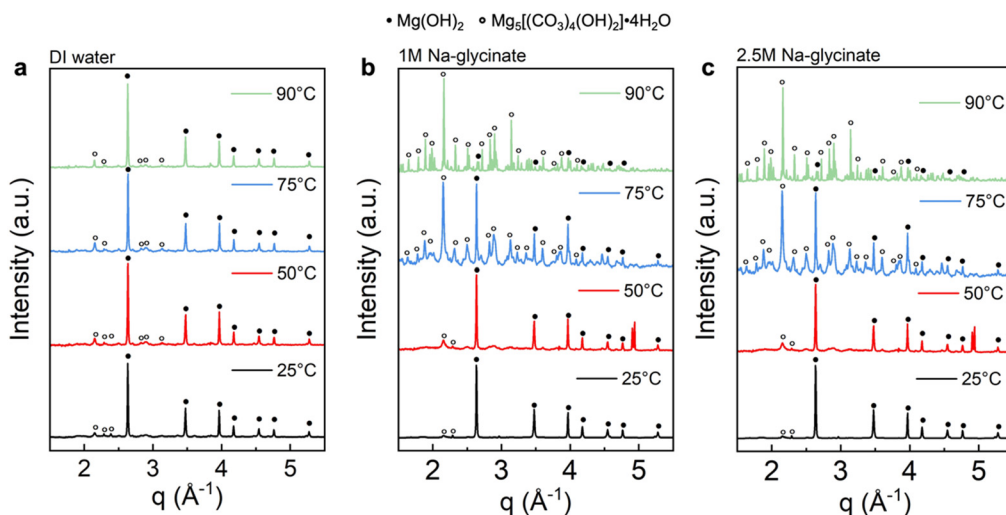 ● Mg(OH)₂ ○ Mg₅[(CO₃)₄(OH)₂]•4H₂O
a DI water
90°C
75°C
50°C
25°C
Intensity (a.u.)
2 3 4 5
q (Å⁻¹)
b 1M Na-glycinate
90°C
75°C
50°C
25°C
Intensity (a.u.)
2 3 4 5
q (Å⁻¹)
c 2.5M Na-glycinate
90°C
75°C
50°C
25°C
Intensity (a.u.)
2 3 4 5
q (Å⁻¹)